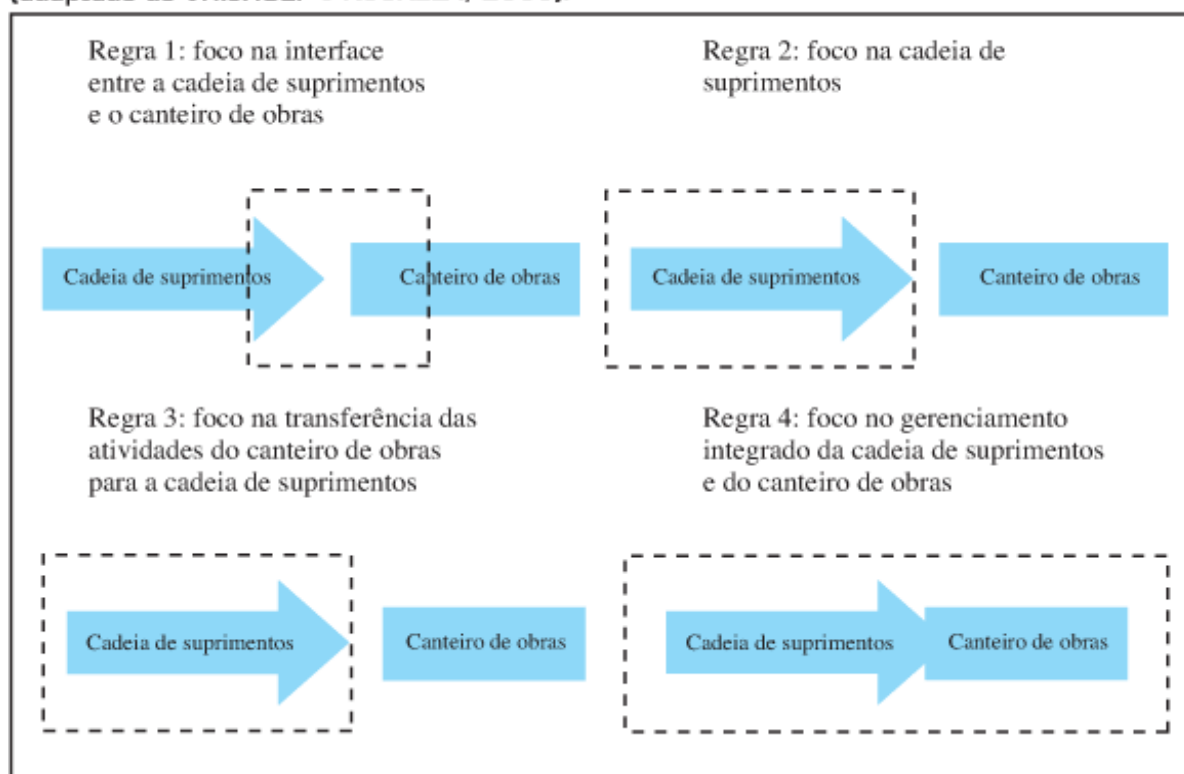 Regra 1: foco na interface
entre a cadeia de suprimentos
e o canteiro de obras
Regra 2: foco na cadeia de
suprimentos
Cadeia de suprimentos
Canteiro de obras
Cadeia de suprimentos
Canteiro de obras
Regra 3: foco na transferência das
atividades do canteiro de obras
para a cadeia de suprimentos
Regra 4: foco no gerenciamento
integrado da cadeia de suprimentos
e do canteiro de obras
Cadeia de suprimentos
Canteiro de obras
Cadeia de suprimentos
Canteiro de obras